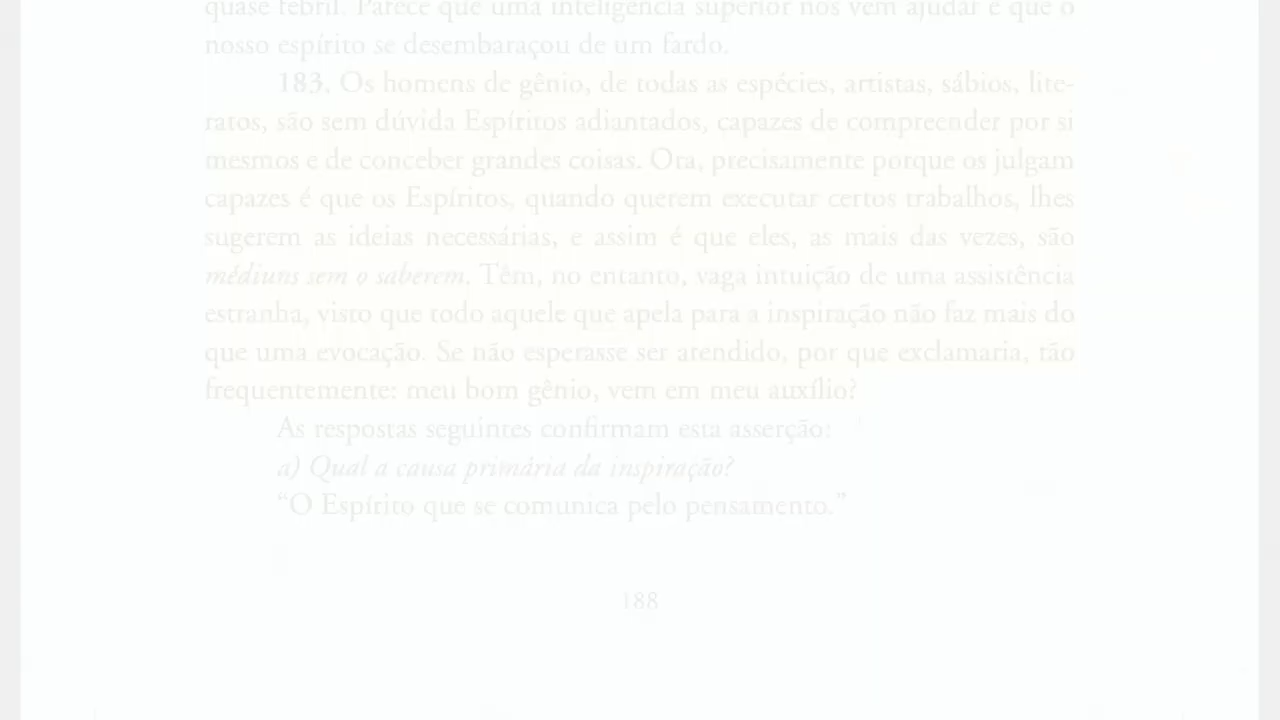 quase febril. Parece que uma inteligência superior nos vem ajudar e que o
nosso espírito se desembaraçou de um fardo.
183. Os homens de gênio, de todas as espécies, artistas, sábios, lite-
ratos, são sem dúvida Espíritos adiantados, capazes de compreender por si
mesmos e de conceber grandes coisas. Ora, precisamente porque os julgam
capazes é que os Espíritos, quando querem executar certos trabalhos, lhes
sugerem as ideias necessárias, e assim é que eles, as mais das vezes, são
médiuns sem o saberem. Têm, no entanto, vaga intuição de uma assistência
estranha, visto que todo aquele que apela para a inspiração não faz mais do
que uma evocação. Se não esperasse ser atendido, por que exclamaria, tão
frequentemente: meu bom gênio, vem em meu auxílio?
As respostas seguintes confirmam esta asserção:
a) Qual a causa primária da inspiração?
“O Espírito que se comunica pelo pensamento.”
188